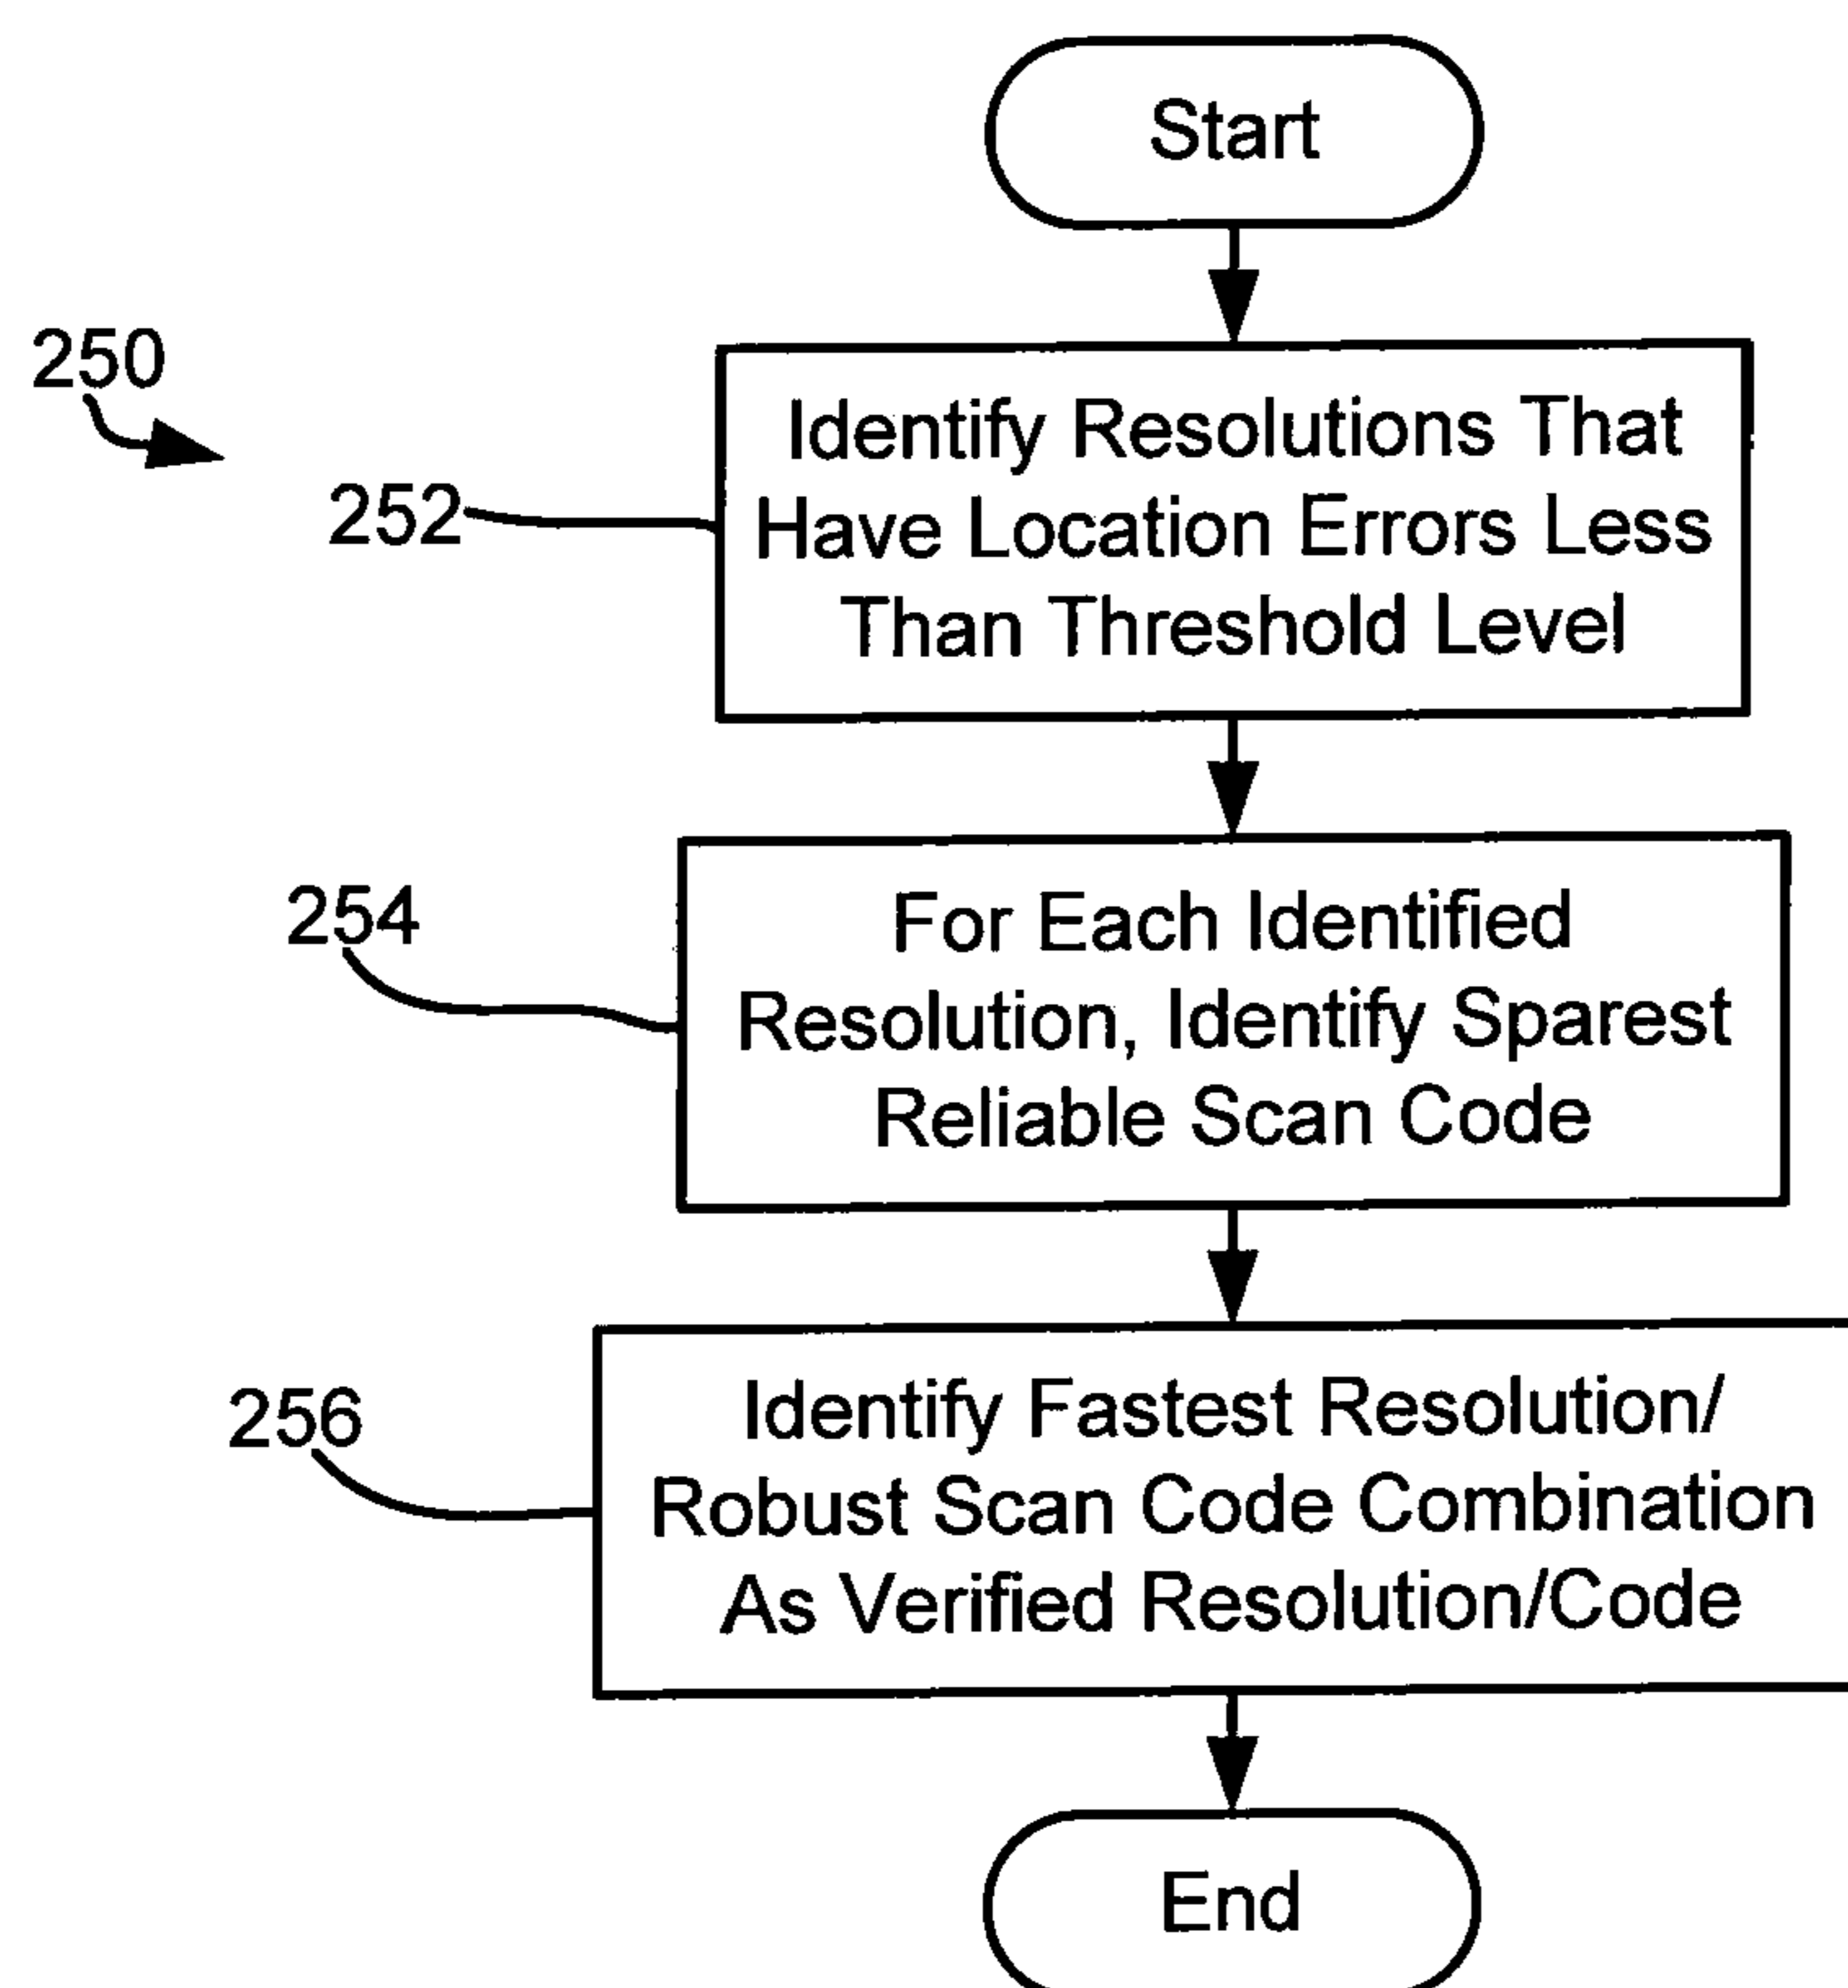 Start
250
252
Identify Resolutions That
Have Location Errors Less
Than Threshold Level
254
For Each Identified
Resolution, Identify Sparest
Reliable Scan Code
256
Identify Fastest Resolution/
Robust Scan Code Combination
As Verified Resolution/Code
End